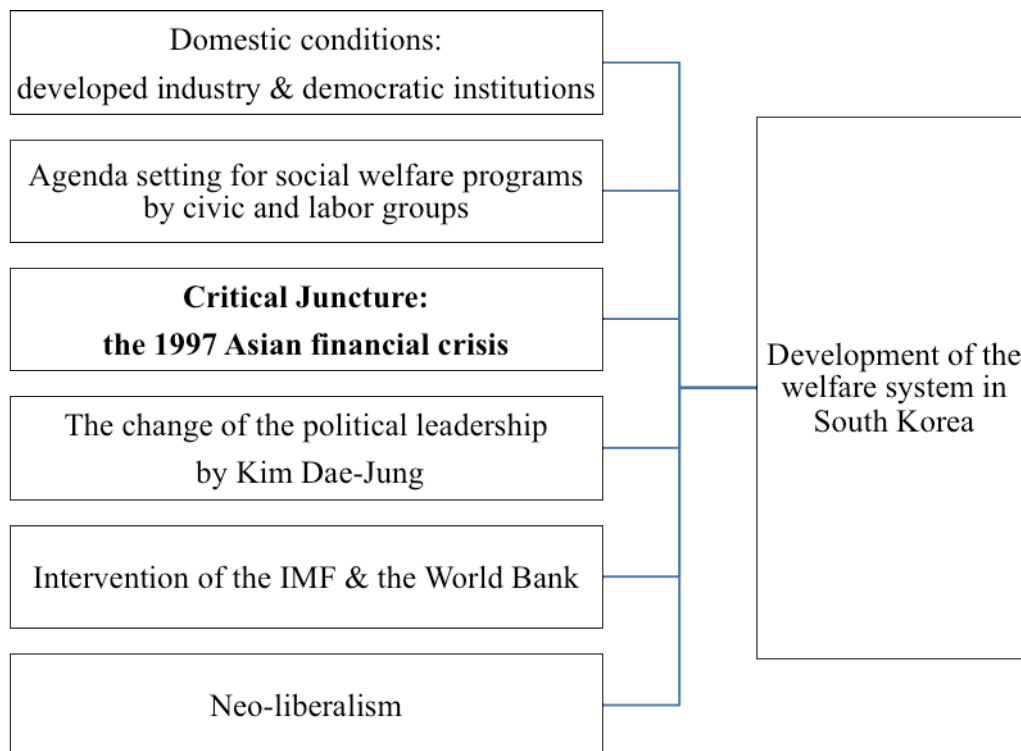 Domestic conditions:
developed industry & democratic institutions
Agenda setting for social welfare programs
by civic and labor groups
Critical Juncture:
the 1997 Asian financial crisis
The change of the political leadership
by Kim Dae-Jung
Intervention of the IMF & the World Bank
Neo-liberalism
Development of the
welfare system in
South Korea